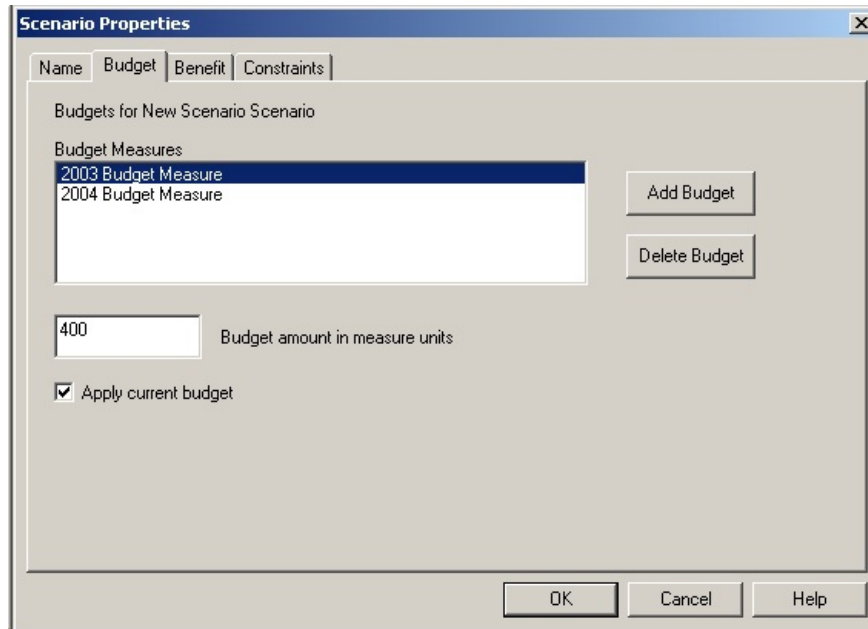 Scenario Properties
Name Budget Benefit Constraints
Budgets for New Scenario Scenario
Budget Measures
2003 Budget Measure
2004 Budget Measure
Add Budget
Delete Budget
400 Budget amount in measure units
Apply current budget
OK Cancel Help